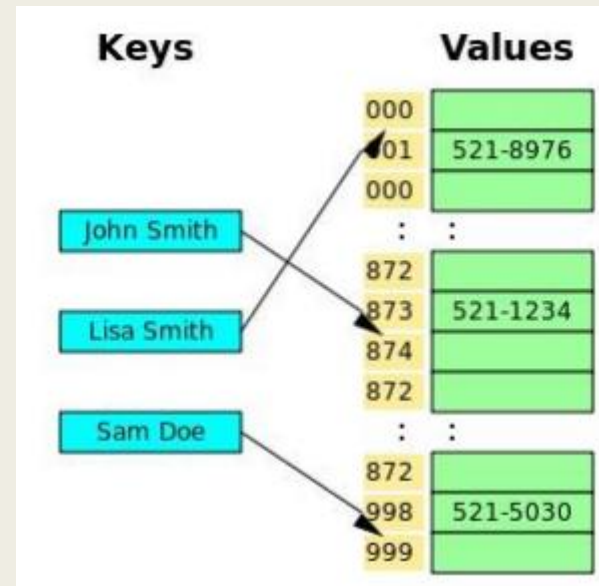 Keys
Values
000
001 521-8976
000
: :
John Smith
872
873 521-1234
Lisa Smith
874
872
Sam Doe
: :
872
998 521-5030
999